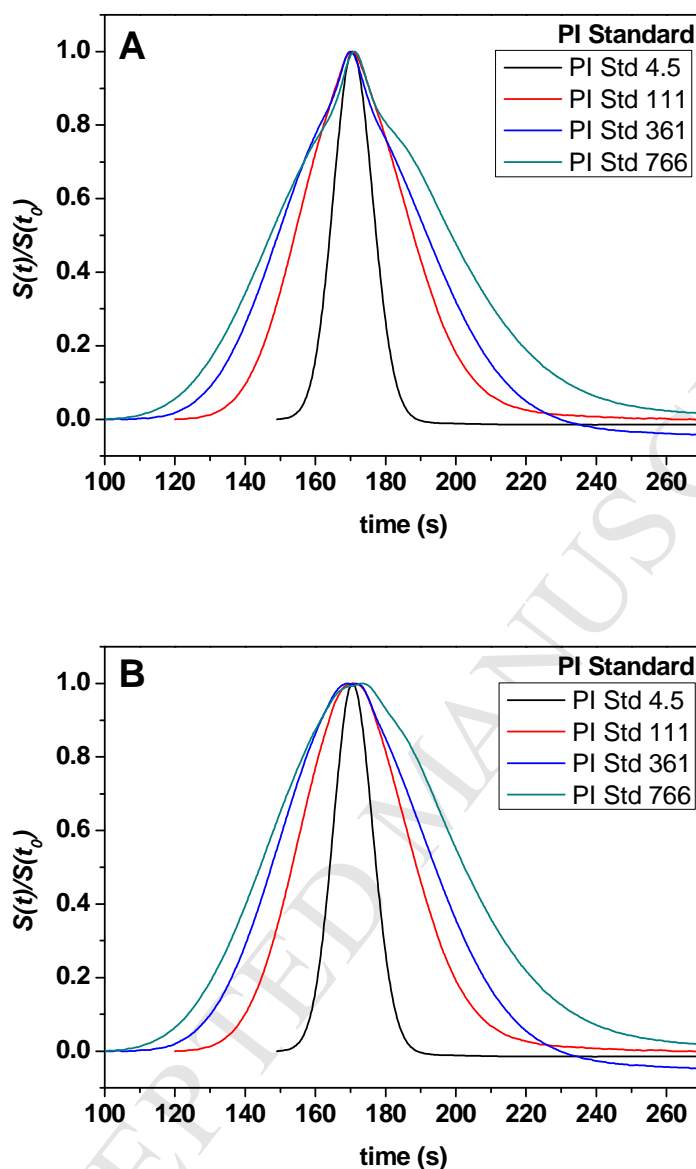 A
PI Standard
PI Std 4.5
PI Std 111
PI Std 361
PI Std 766
S(t)/S(t₀)
1.0
0.8
0.6
0.4
0.2
0.0
100 120 140 160 180 200 220 240 260
time (s)
B
PI Standard
PI Std 4.5
PI Std 111
PI Std 361
PI Std 766
S(t)/S(t₀)
1.0
0.8
0.6
0.4
0.2
0.0
100 120 140 160 180 200 220 240 260
time (s)
EPTED MANUSC